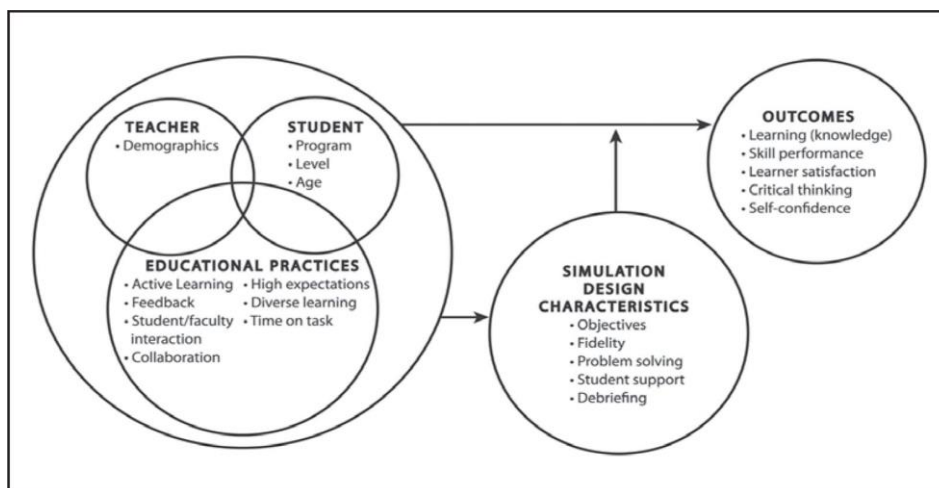 TEACHER
• Demographics
STUDENT
• Program
• Level
• Age
EDUCATIONAL PRACTICES
• Active Learning
• Feedback
• Student/faculty
interaction
• Collaboration
• High expectations
• Diverse learning
• Time on task
SIMULATION
DESIGN
CHARACTERISTICS
• Objectives
• Fidelity
• Problem solving
• Student support
• Debriefing
OUTCOMES
• Learning (knowledge)
• Skill performance
• Learner satisfaction
• Critical thinking
• Self-confidence